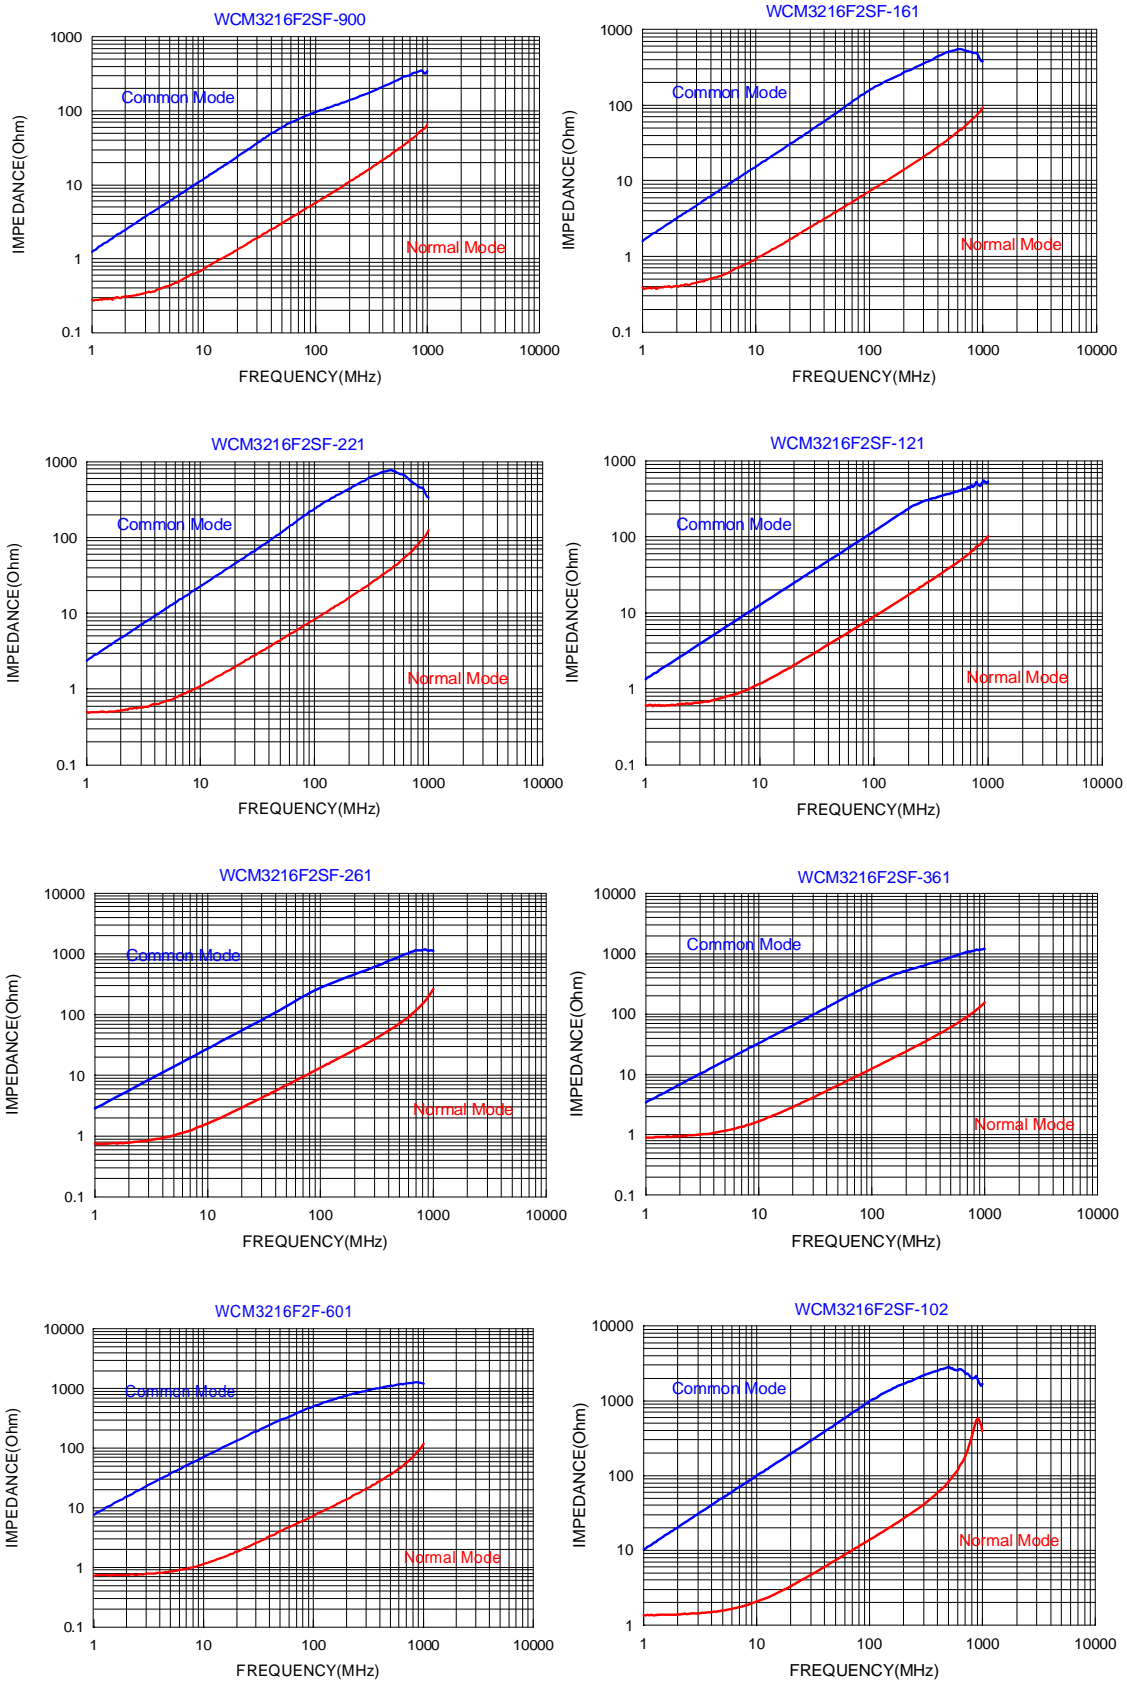 WCM3216F2SF-900
1000
100
10
1
0.1
1 10 100 1000 10000
IMPEDANCE(Ohm)
FREQUENCY(MHz)
Common Mode
Normal Mode
WCM3216F2SF-161
1000
100
10
1
0.1
1 10 100 1000 10000
IMPEDANCE(Ohm)
FREQUENCY(MHz)
Common Mode
Normal Mode
WCM3216F2SF-221
1000
100
10
1
0.1
1 10 100 1000 10000
IMPEDANCE(Ohm)
FREQUENCY(MHz)
Common Mode
Normal Mode
WCM3216F2SF-121
1000
100
10
1
0.1
1 10 100 1000 10000
IMPEDANCE(Ohm)
FREQUENCY(MHz)
Common Mode
Normal Mode
WCM3216F2SF-261
10000
1000
100
10
1
0.1
1 10 100 1000 10000
IMPEDANCE(Ohm)
FREQUENCY(MHz)
Common Mode
Normal Mode
WCM3216F2SF-361
10000
1000
100
10
1
0.1
1 10 100 1000 10000
IMPEDANCE(Ohm)
FREQUENCY(MHz)
Common Mode
Normal Mode
WCM3216F2F-601
10000
1000
100
10
1
0.1
1 10 100 1000 10000
IMPEDANCE(Ohm)
FREQUENCY(MHz)
Common Mode
Normal Mode
WCM3216F2SF-102
10000
1000
100
10
1
1 10 100 1000 10000
IMPEDANCE(Ohm)
FREQUENCY(MHz)
Common Mode
Normal Mode